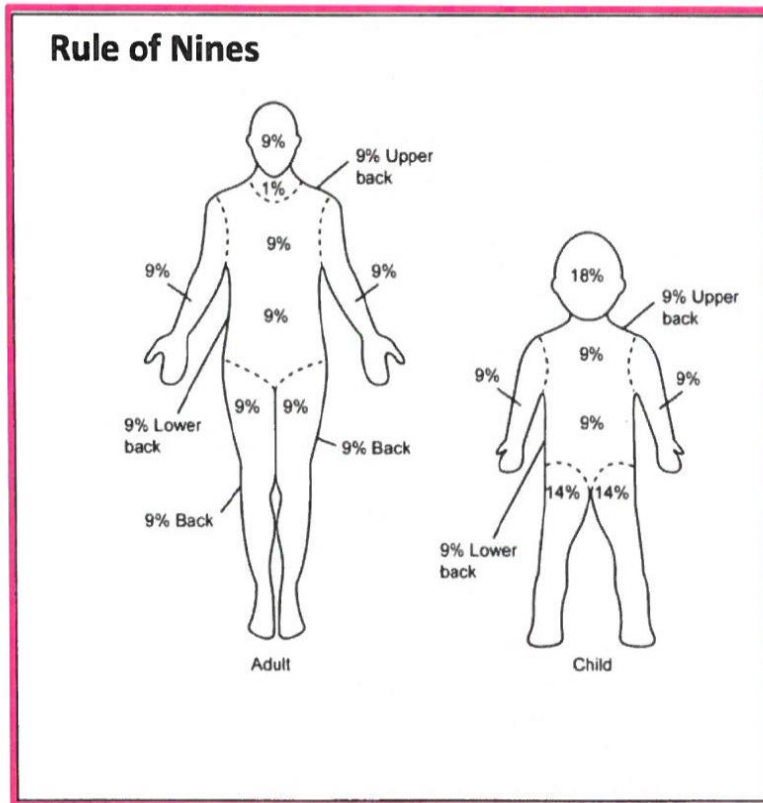 Rule of Nines
9%
9% Upper
back
1%
9%
9%
9%
9%
9%
9%
9% Lower
back
9% Back
9% Back
Adult
18%
9% Upper
back
9%
9%
9%
9%
14%
14%
9% Lower
back
Child